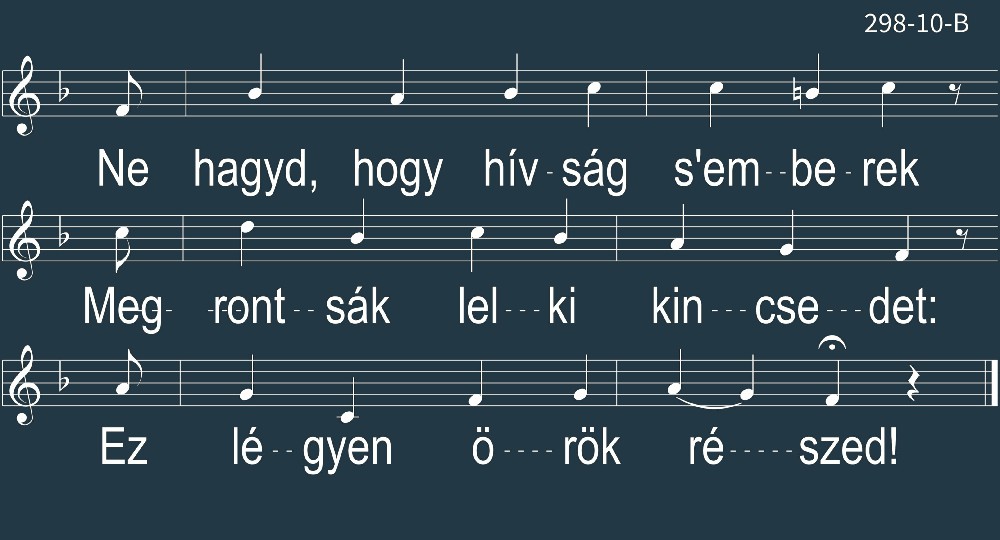 298-10-B
Ne hagyd, hogy hív-ság s'em--be-rek
Meg- -ront--sák lel---ki kin---cse---det:
Ez lé--gyen ö----rök ré-----szed!